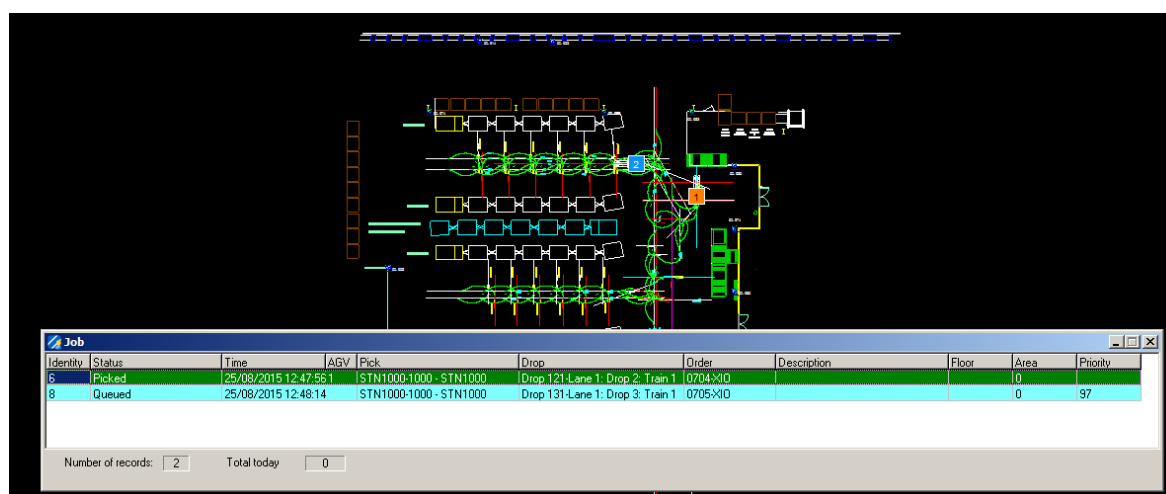 2
1
Job
Identity Status Time AGV Pick Drop Order Description Floor Area Priority
6 Picked 25/08/2015 12:47:56 1 STN1000-1000 - STN1000 Drop 121-Lane 1: Drop 2: Train 1 0704-XIO 0
8 Queued 25/08/2015 12:48:14 STN1000-1000 - STN1000 Drop 131-Lane 1: Drop 3: Train 1 0705-XIO 0 97
Number of records: 2 Total today 0